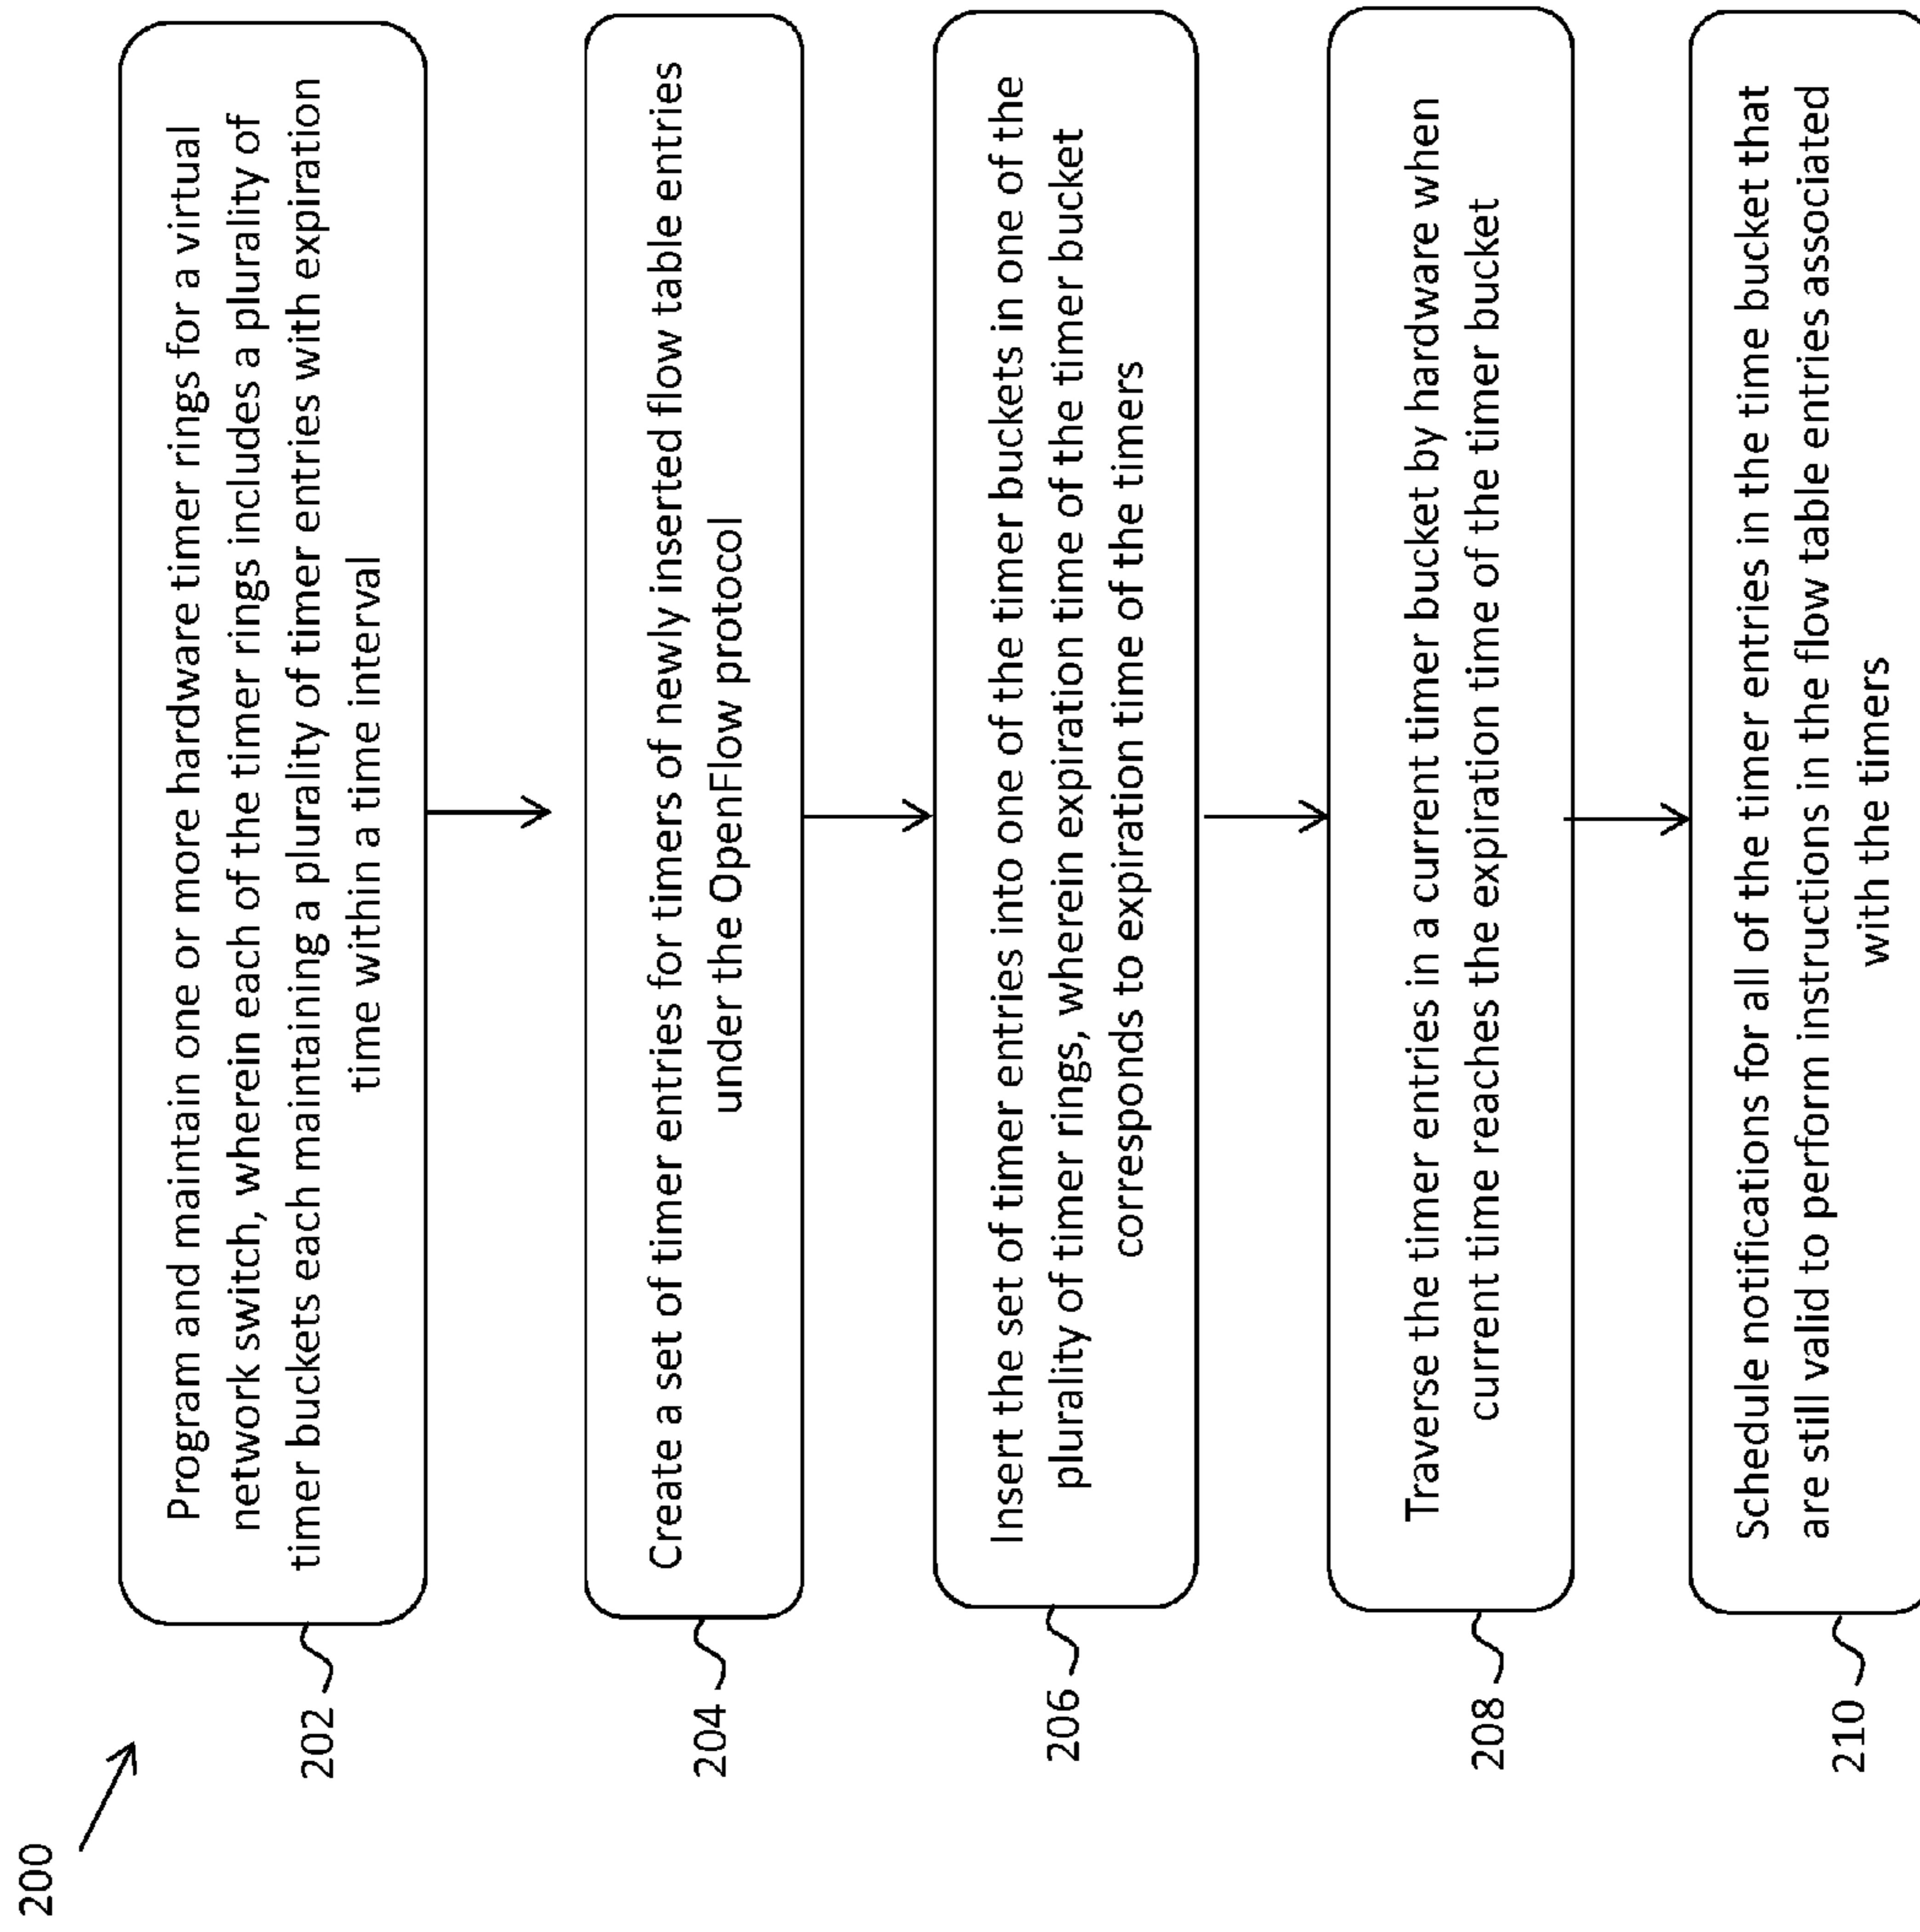 200
Program and maintain one or more hardware timer rings for a virtual
network switch, wherein each of the timer rings includes a plurality of
timer buckets each maintaining a plurality of timer entries with expiration
time within a time interval
202
Create a set of timer entries for timers of newly inserted flow table entries
under the OpenFlow protocol
204
Insert the set of timer entries into one of the timer buckets in one of the
plurality of timer rings, wherein expiration time of the timer bucket
corresponds to expiration time of the timers
206
Traverse the timer entries in a current timer bucket by hardware when
current time reaches the expiration time of the timer bucket
208
Schedule notifications for all of the timer entries in the time bucket that
are still valid to perform instructions in the flow table entries associated
with the timers
210